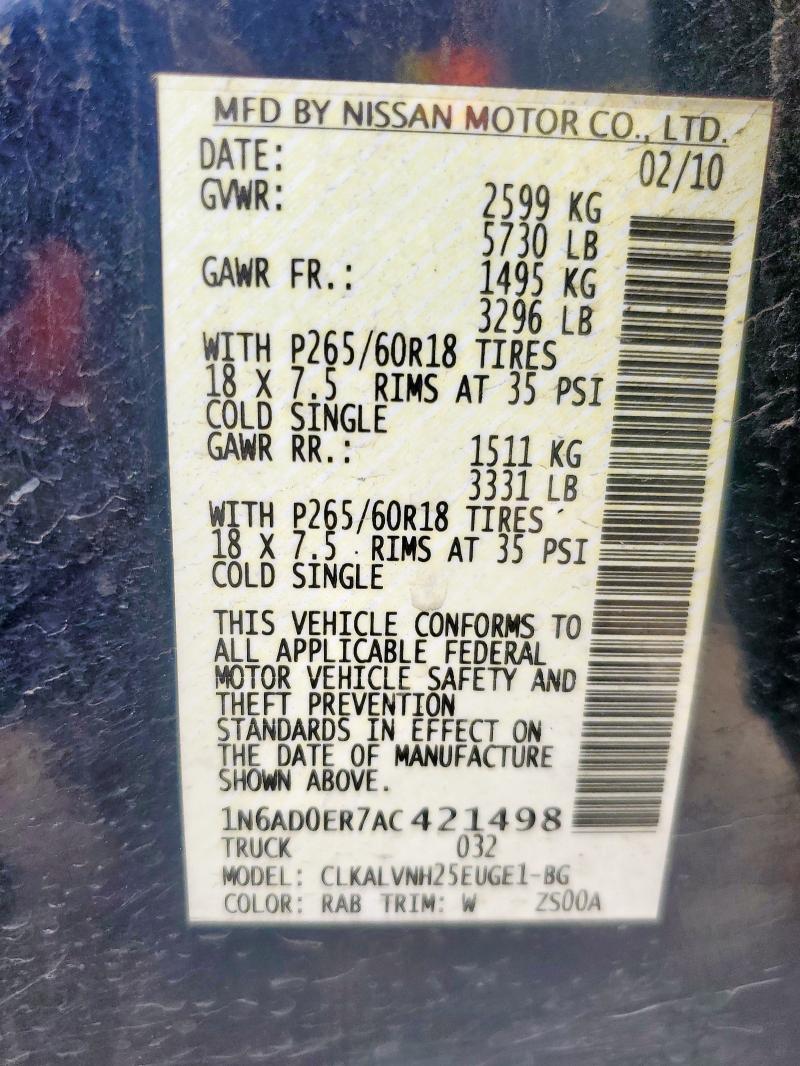 MFD BY NISSAN MOTOR CO., LTD.
DATE: 02/10
GVWR: 2599 KG
5730 LB
GAWR FR.: 1495 KG
3296 LB
WITH P265/60R18 TIRES
18 X 7.5 RIMS AT 35 PSI
COLD SINGLE
GAWR RR.: 1511 KG
3331 LB
WITH P265/60R18 TIRES
18 X 7.5 RIMS AT 35 PSI
COLD SINGLE
THIS VEHICLE CONFORMS TO
ALL APPLICABLE FEDERAL
MOTOR VEHICLE SAFETY AND
THEFT PREVENTION
STANDARDS IN EFFECT ON
THE DATE OF MANUFACTURE
SHOWN ABOVE.
1N6AD0ER7AC 421498
TRUCK 032
MODEL: CLKALVNH25EUGE1-BG
COLOR: RAB TRIM: W ZS00A